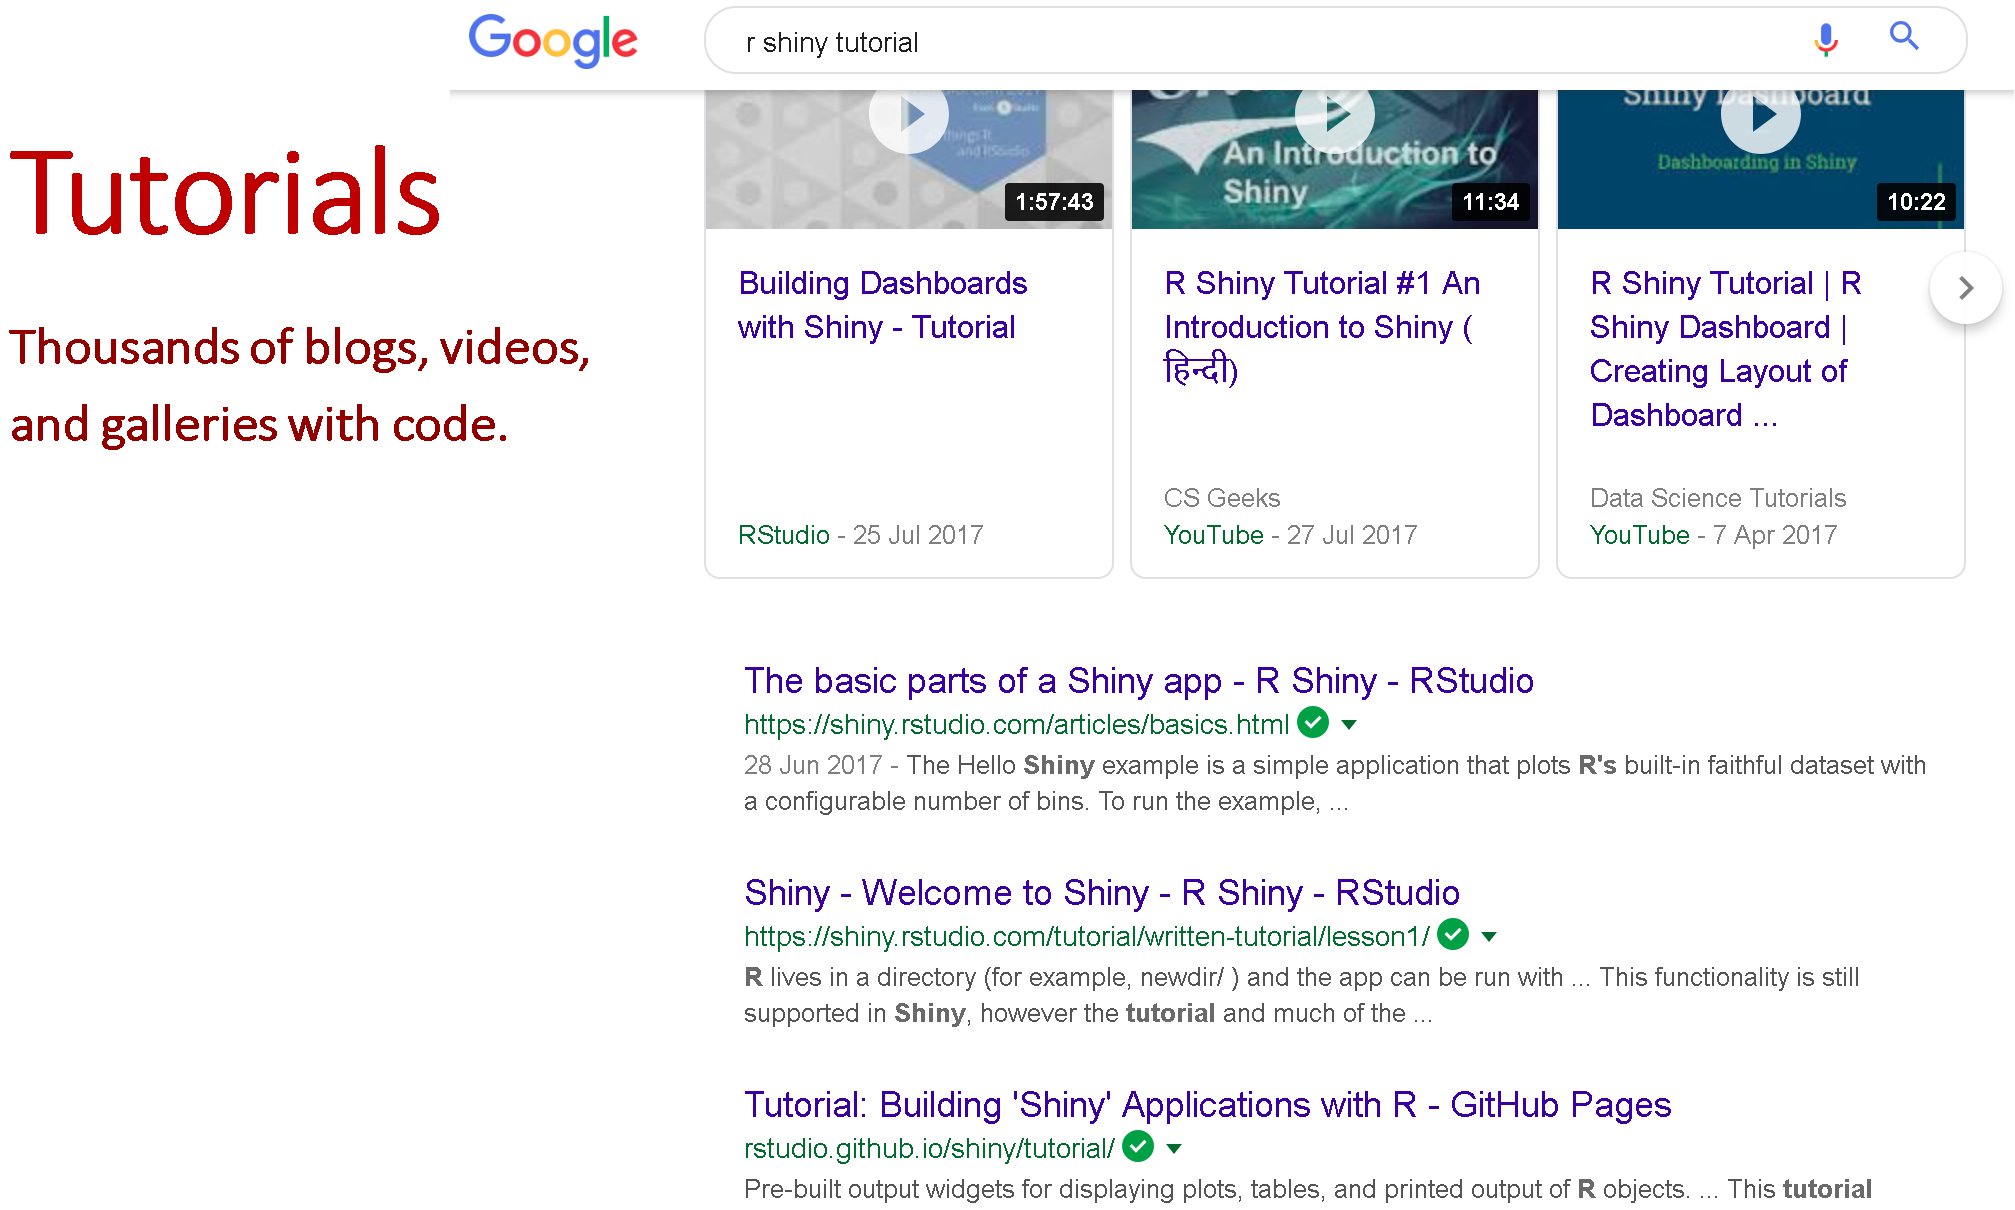 Google
r shiny tutorial
Tutorials
Thousands of blogs, videos,
and galleries with code.
things R
and RStudio
1:57:43
Building Dashboards
with Shiny - Tutorial
RStudio - 25 Jul 2017
An Introduction to
Shiny
11:34
R Shiny Tutorial #1 An
Introduction to Shiny (
हिन्दी)
CS Geeks
YouTube - 27 Jul 2017
Shiny Dashboard
Dashboarding in Shiny
10:22
R Shiny Tutorial | R
Shiny Dashboard |
Creating Layout of
Dashboard ...
Data Science Tutorials
YouTube - 7 Apr 2017
The basic parts of a Shiny app - R Shiny - RStudio
https://shiny.rstudio.com/articles/basics.html
28 Jun 2017 - The Hello Shiny example is a simple application that plots R's built-in faithful dataset with
a configurable number of bins. To run the example, ...
Shiny - Welcome to Shiny - R Shiny - RStudio
https://shiny.rstudio.com/tutorial/written-tutorial/lesson1/
R lives in a directory (for example, newdir/ ) and the app can be run with ... This functionality is still
supported in Shiny, however the tutorial and much of the ...
Tutorial: Building 'Shiny' Applications with R - GitHub Pages
rstudio.github.io/shiny/tutorial/
Pre-built output widgets for displaying plots, tables, and printed output of R objects. ... This tutorial